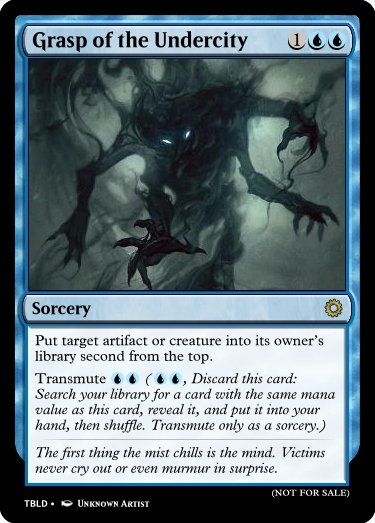 Grasp of the Undercity 1
Sorcery
Put target artifact or creature into its owner's
library second from the top.
Transmute ( , Discard this card:
Search your library for a card with the same mana
value as this card, reveal it, and put it into your
hand, then shuffle. Transmute only as a sorcery.)
The first thing the mist chills is the mind. Victims
never cry out or even murmur in surprise.
(NOT FOR SALE)
TBLD • Unknown Artist